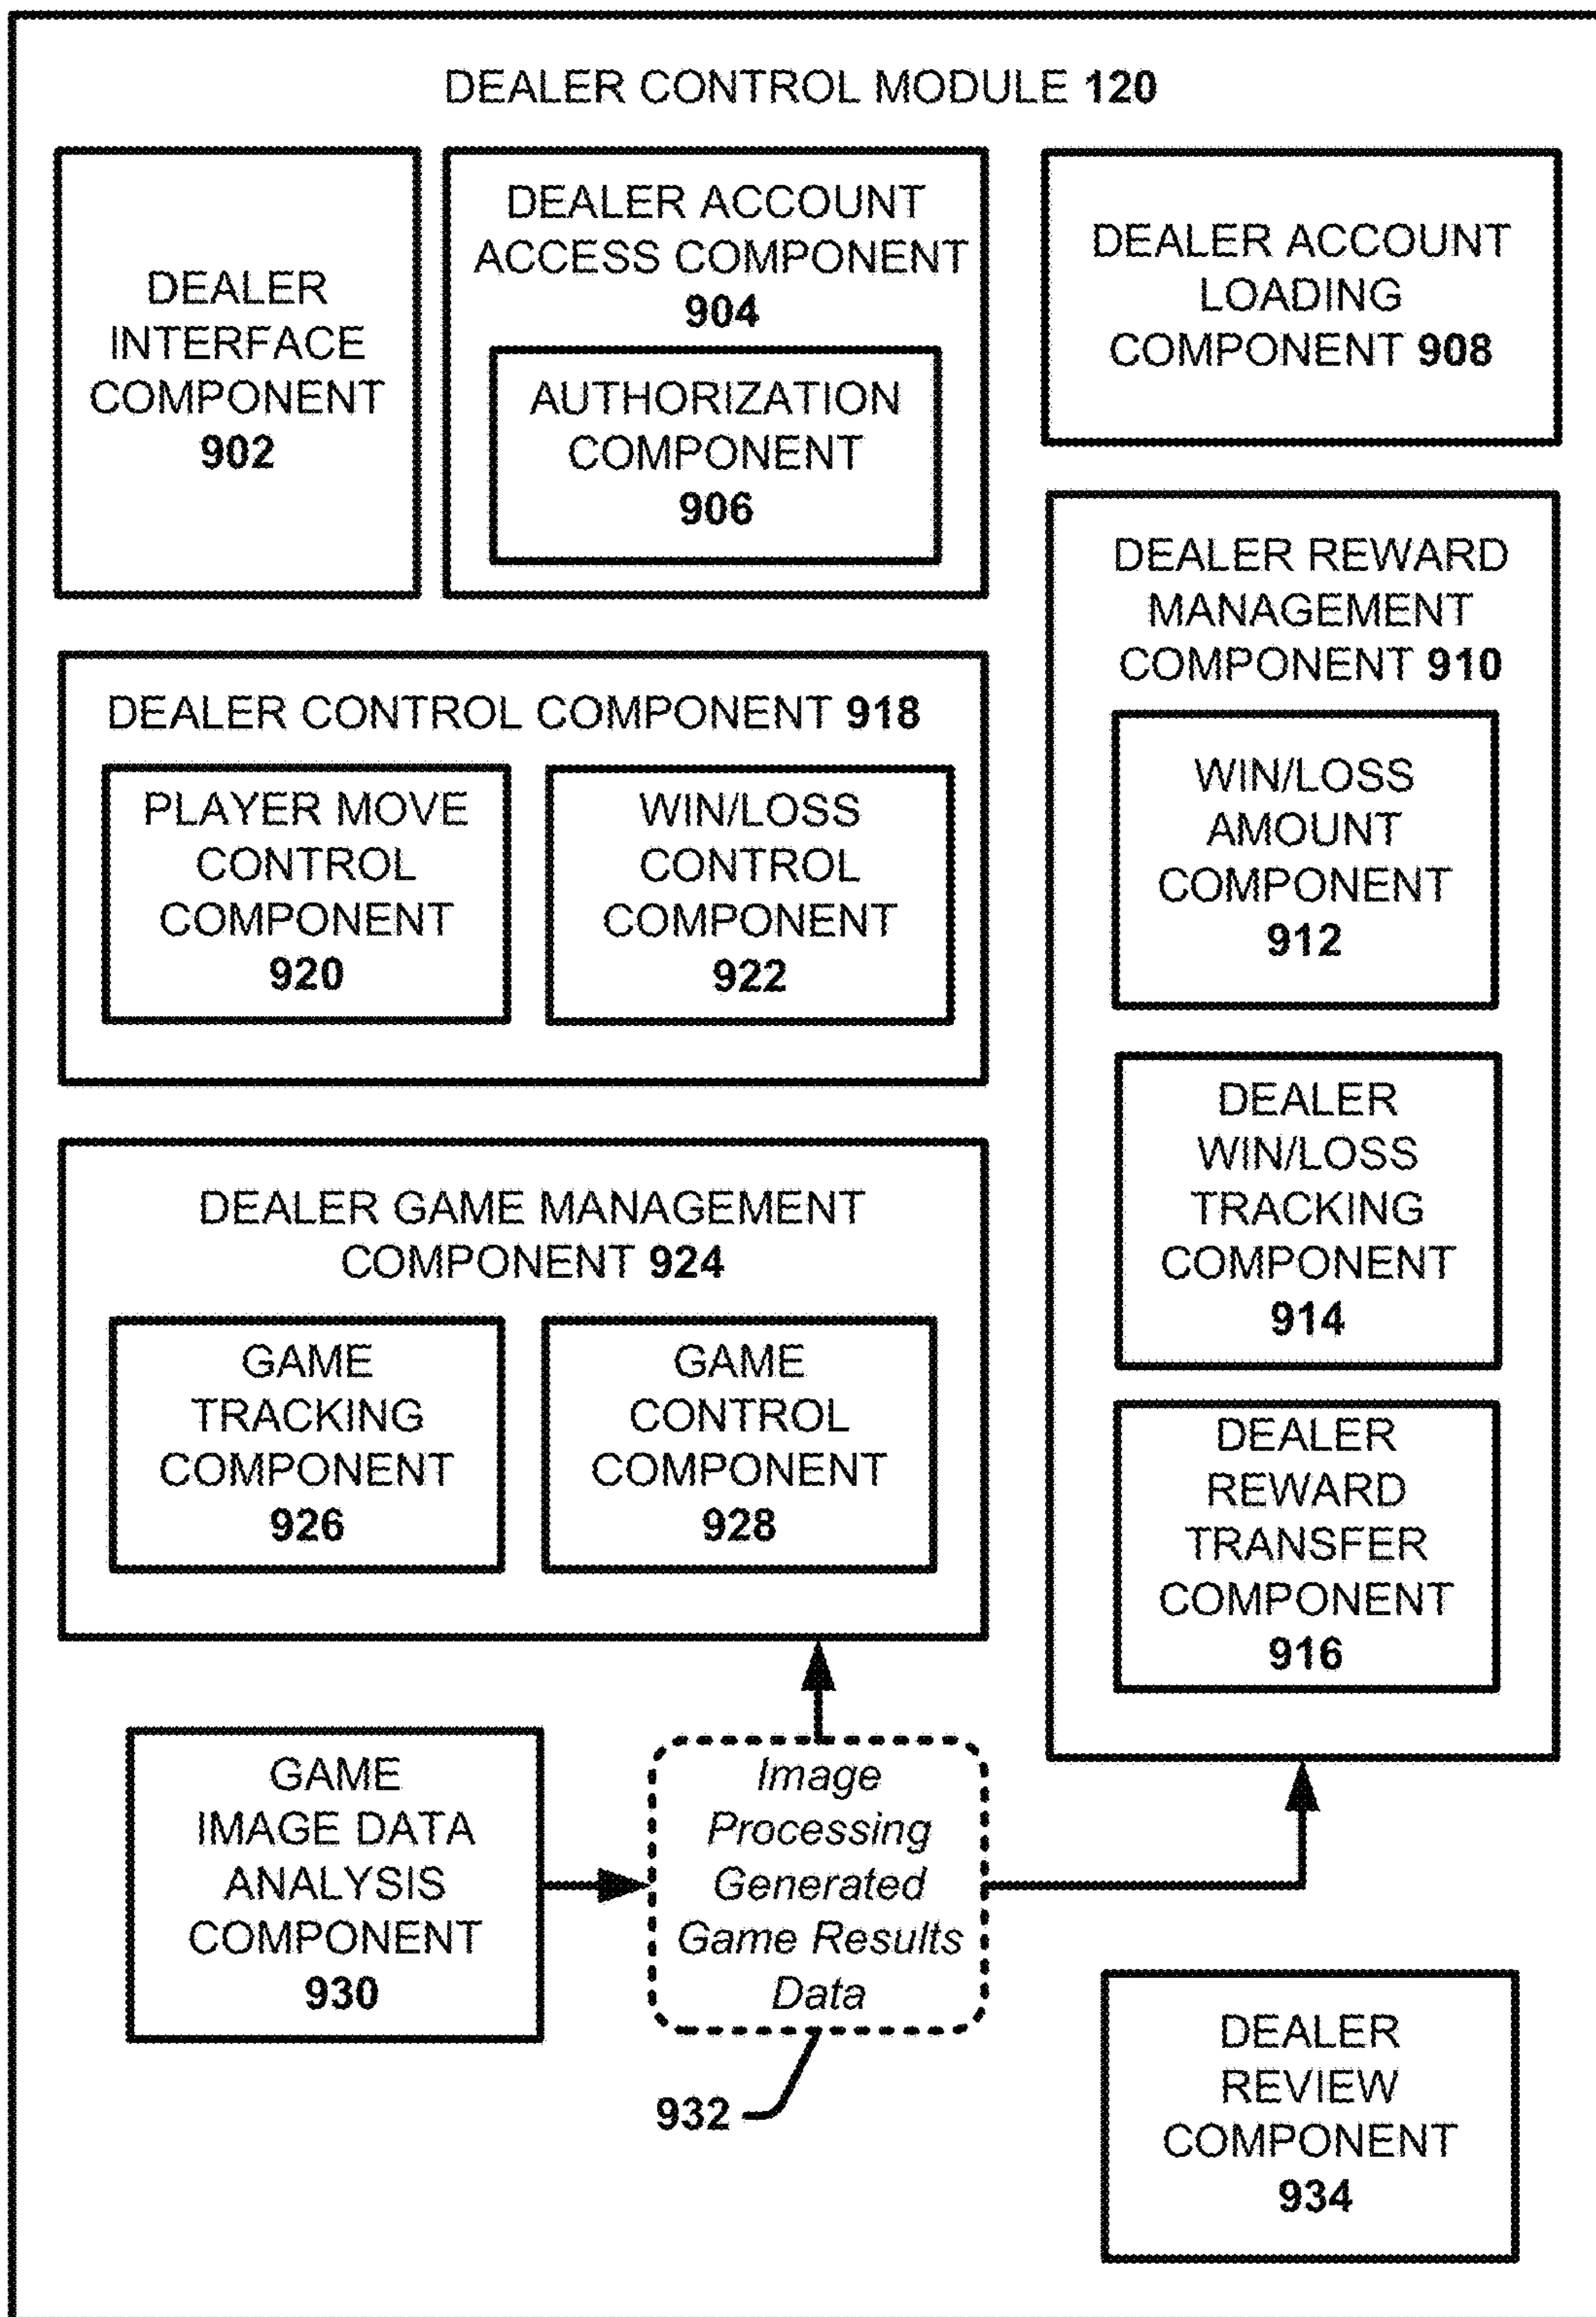 DEALER CONTROL MODULE 120
DEALER
INTERFACE
COMPONENT
902
DEALER ACCOUNT
ACCESS COMPONENT
904
AUTHORIZATION
COMPONENT
906
DEALER ACCOUNT
LOADING
COMPONENT 908
DEALER REWARD
MANAGEMENT
COMPONENT 910
WIN/LOSS
AMOUNT
COMPONENT
912
DEALER
WIN/LOSS
TRACKING
COMPONENT
914
DEALER
REWARD
TRANSFER
COMPONENT
916
DEALER CONTROL COMPONENT 918
PLAYER MOVE
CONTROL
COMPONENT
920
WIN/LOSS
CONTROL
COMPONENT
922
DEALER GAME MANAGEMENT
COMPONENT 924
GAME
TRACKING
COMPONENT
926
GAME
CONTROL
COMPONENT
928
GAME
IMAGE DATA
ANALYSIS
COMPONENT
930
Image
Processing
Generated
Game Results
Data
932
DEALER
REVIEW
COMPONENT
934